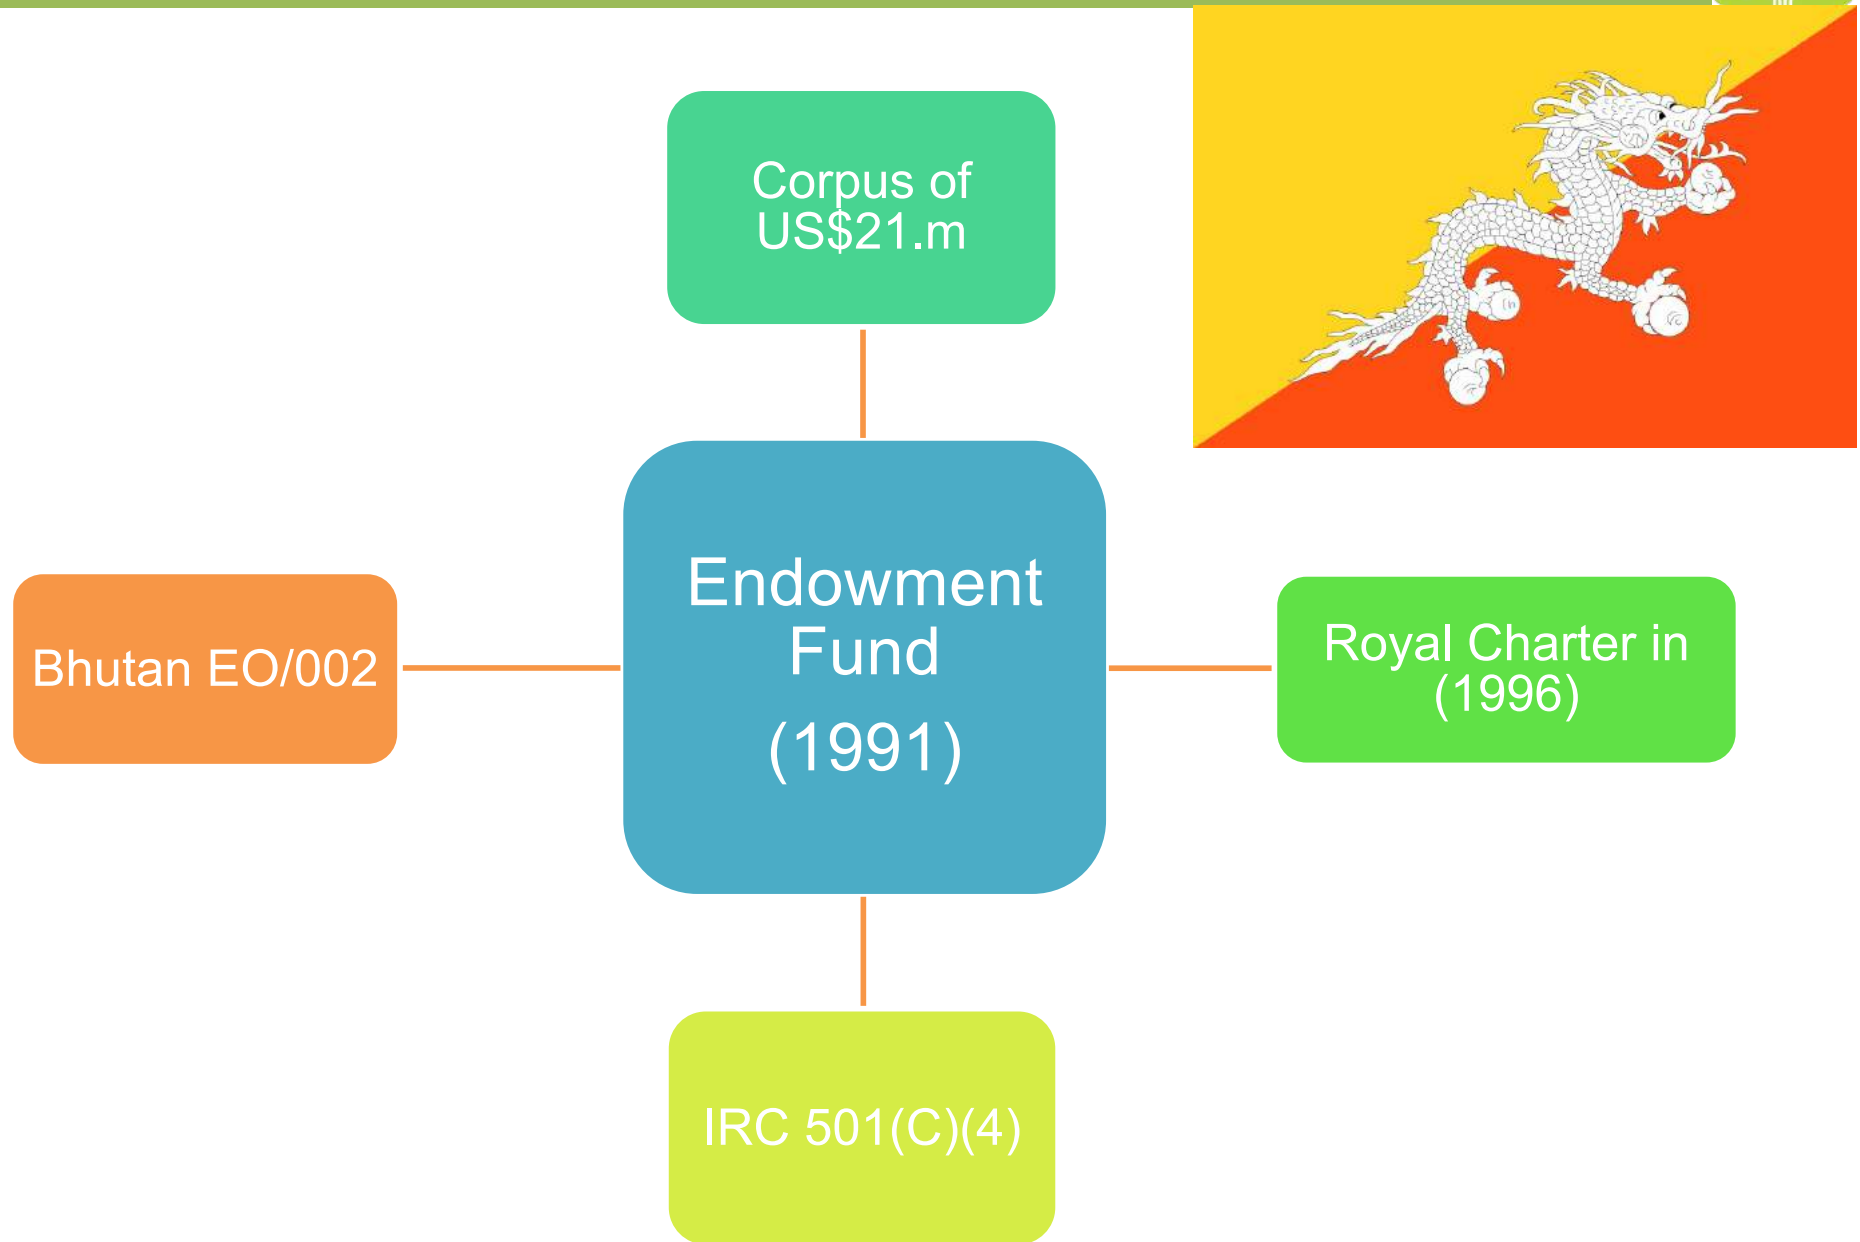 Corpus of
US$21.m
Endowment
Fund
(1991)
Bhutan EO/002
Royal Charter in
(1996)
IRC 501(C)(4)